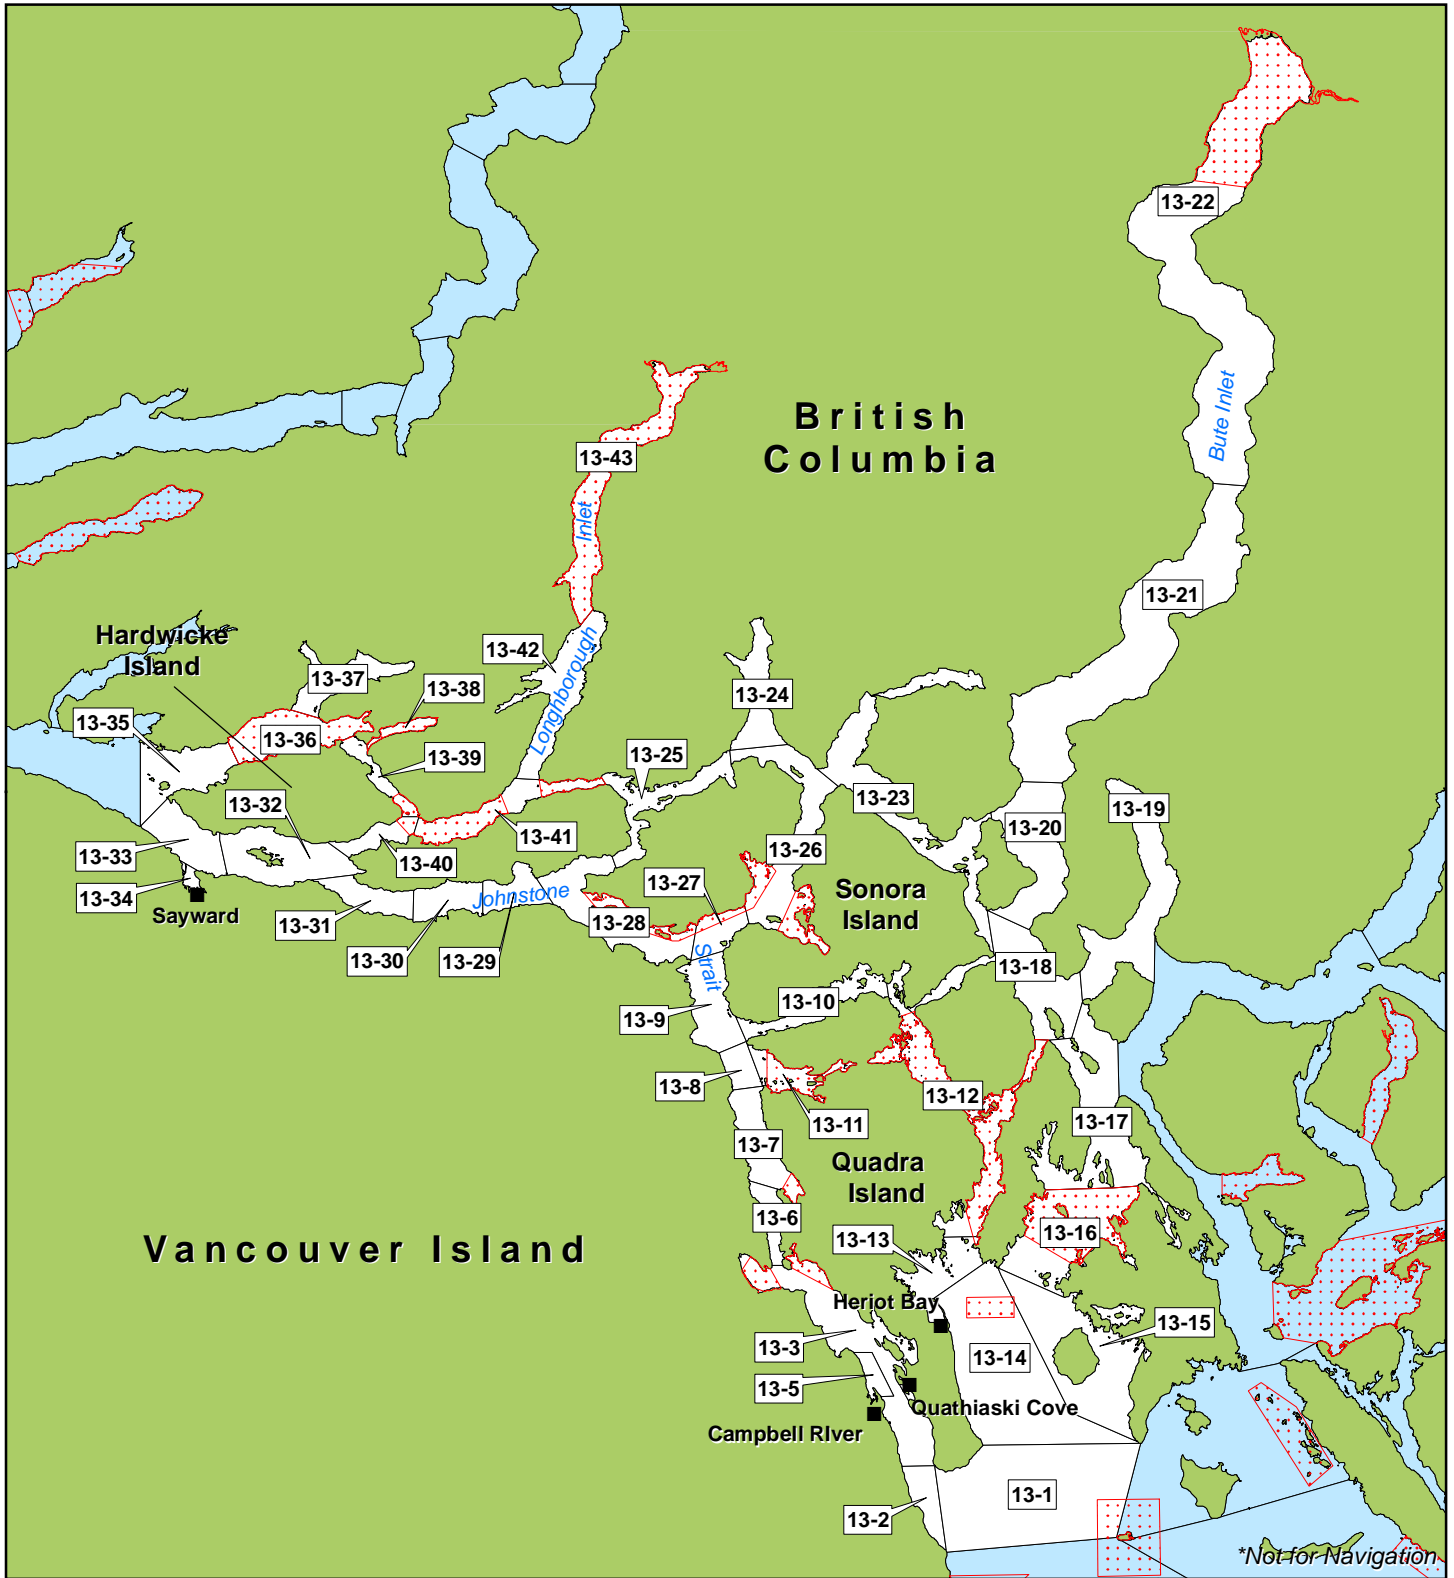 13-22
British
Columbia
Bute Inlet
13-43
Inlet
13-21
Hardwicke
Island
13-42
13-37
13-38
13-24
Longhborough
13-35
13-36
13-39
13-25
13-23
13-32
13-19
13-20
13-41
13-26
13-33
13-40
13-34
Sayward
Johnstone
13-27
Sonora
Island
13-31
13-28
13-30
13-29
Strait
13-18
13-10
13-9
13-8
13-12
13-11
13-17
13-7
Quadra
Island
13-6
13-13
13-16
Vancouver Island
Heriot Bay
13-15
13-3
13-14
13-5
Quathiaski Cove
Campbell RIver
13-1
13-2
*Not for Navigation